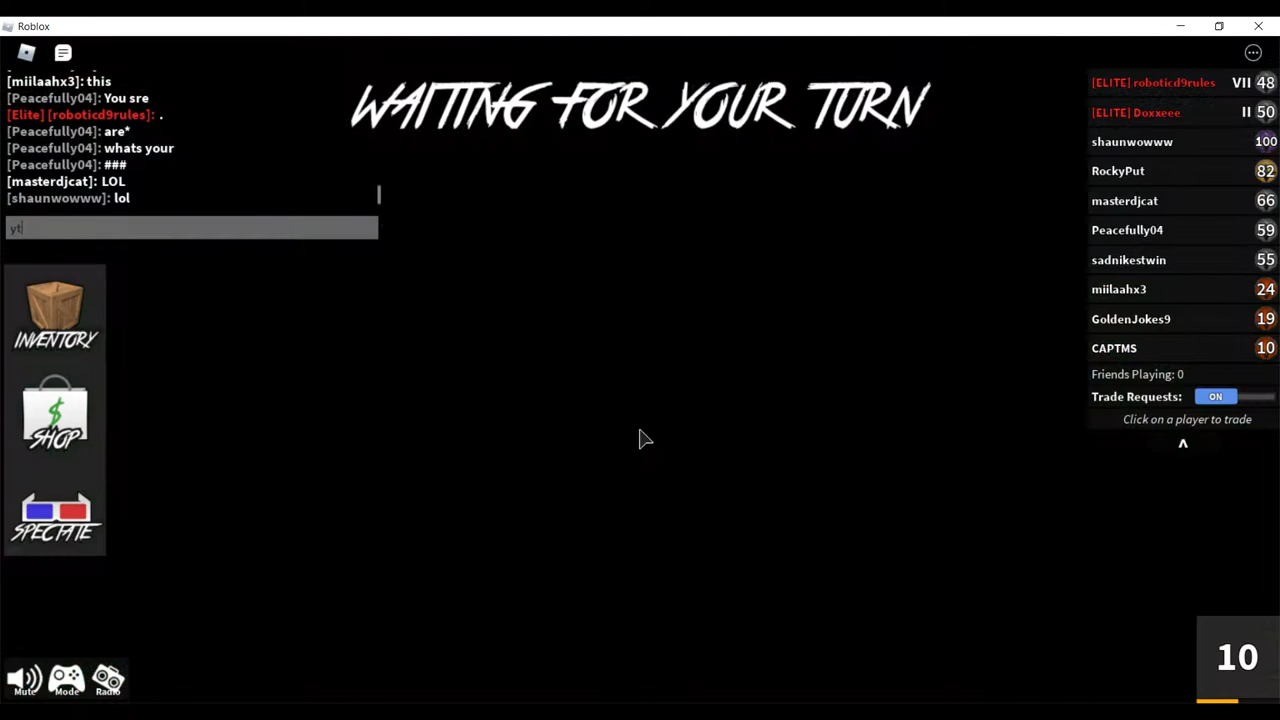 Roblox
[miilaahx3]: this
[Peacefully04]: You sre
[Elite] [roboticd9rules]: .
[Peacefully04]: are*
[Peacefully04]: whats your
[Peacefully04]: ###
[masterdjcat]: LOL
[shaunwowww]: lol
yt
WAITING FOR YOUR TURN
[ELITE] roboticd9rules VII 48
[ELITE] Doxxeee II 50
shaunwowww 100
RockyPut 82
masterdjcat 66
Peacefully04 59
sadnikestwin 55
miilaahx3 24
GoldenJokes9 19
CAPTMS 10
Friends Playing: 0
Trade Requests: ON
Click on a player to trade
INVENTORY
SHOP
SPECTATE
Mute Mode Radio
10